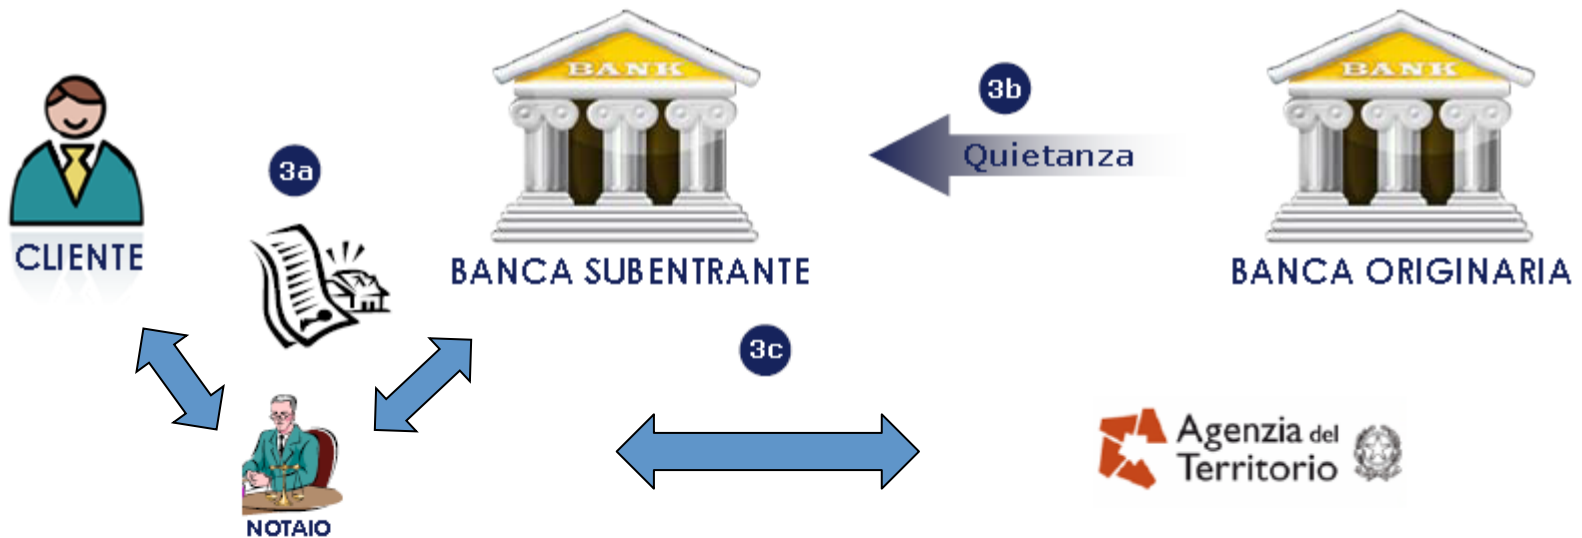 BANK
BANK
3b
Quietanza
3a
CLIENTE
BANCA SUBENTRANTE
BANCA ORIGINARIA
3c
Agenzia del
Territorio
NOTAIO